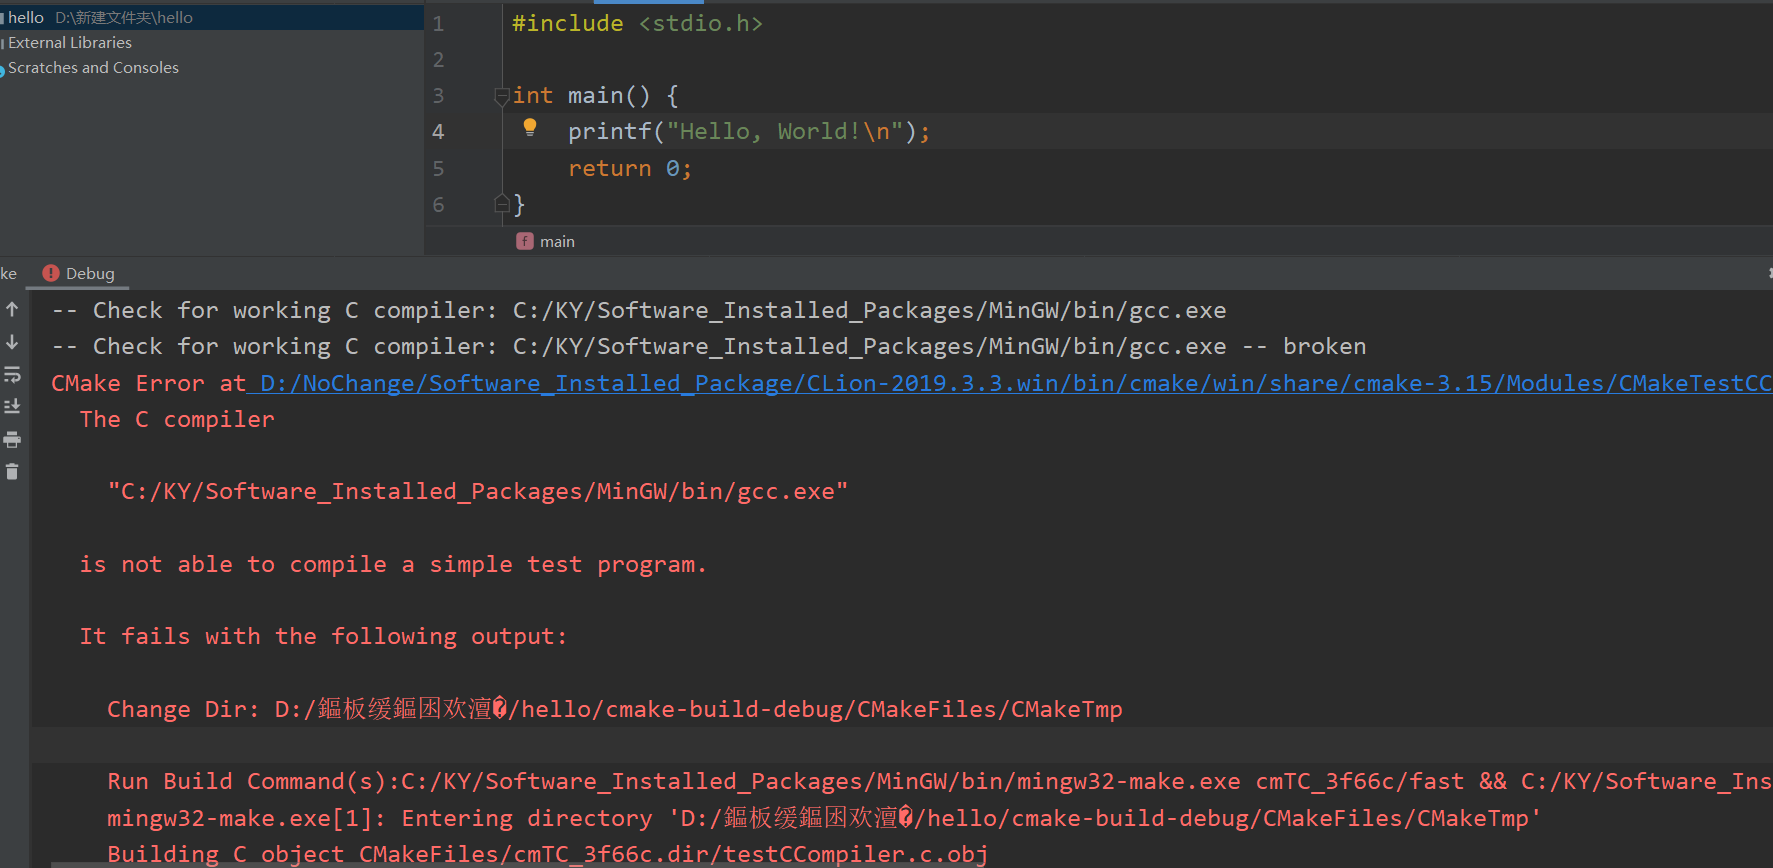 hello D:\新建文件夹\hello
External Libraries
Scratches and Consoles
1 #include <stdio.h>
2
3 int main() {
4 printf("Hello, World!\n");
5 return 0;
6 }
f main
ke Debug
-- Check for working C compiler: C:/KY/Software_Installed_Packages/MinGW/bin/gcc.exe
-- Check for working C compiler: C:/KY/Software_Installed_Packages/MinGW/bin/gcc.exe -- broken
CMake Error at D:/NoChange/Software_Installed_Package/CLion-2019.3.3.win/bin/cmake/win/share/cmake-3.15/Modules/CMakeTestCC
The C compiler
"C:/KY/Software_Installed_Packages/MinGW/bin/gcc.exe"
is not able to compile a simple test program.
It fails with the following output:
Change Dir: D:/鏂板缓鏂囦欢澶�/hello/cmake-build-debug/CMakeFiles/CMakeTmp
Run Build Command(s):C:/KY/Software_Installed_Packages/MinGW/bin/mingw32-make.exe cmTC_3f66c/fast && C:/KY/Software_Ins
mingw32-make.exe[1]: Entering directory 'D:/鏂板缓鏂囦欢澶�/hello/cmake-build-debug/CMakeFiles/CMakeTmp'
Building C object CMakeFiles/cmTC_3f66c.dir/testCCompiler.c.obj